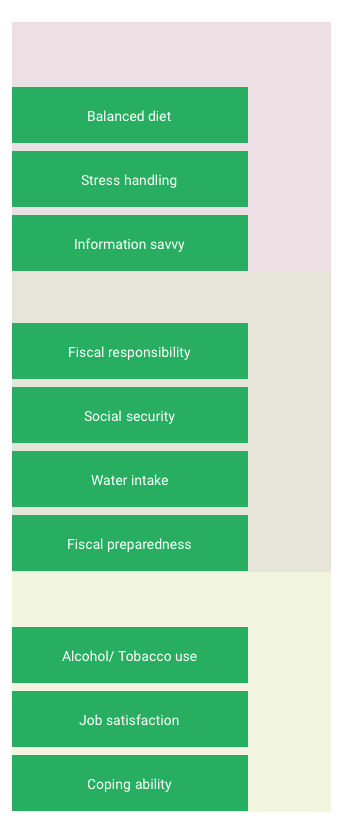 Balanced diet
Stress handling
Information savvy
Fiscal responsibility
Social security
Water intake
Fiscal preparedness
Alcohol/ Tobacco use
Job satisfaction
Coping ability